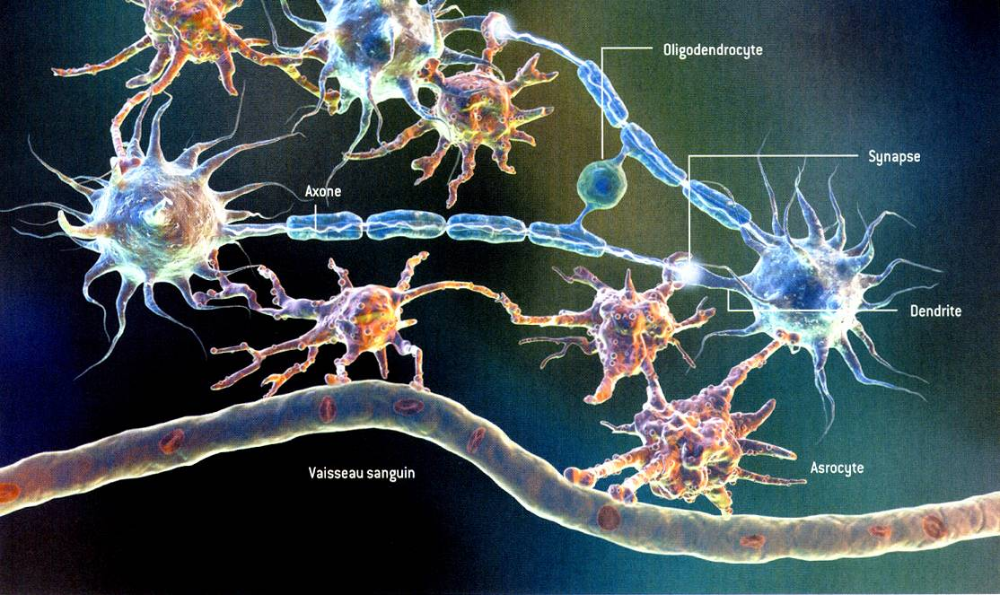 Oligodendrocyte
Synapse
Axone
Dendrite
Vaisseau sanguin
Asrocyte